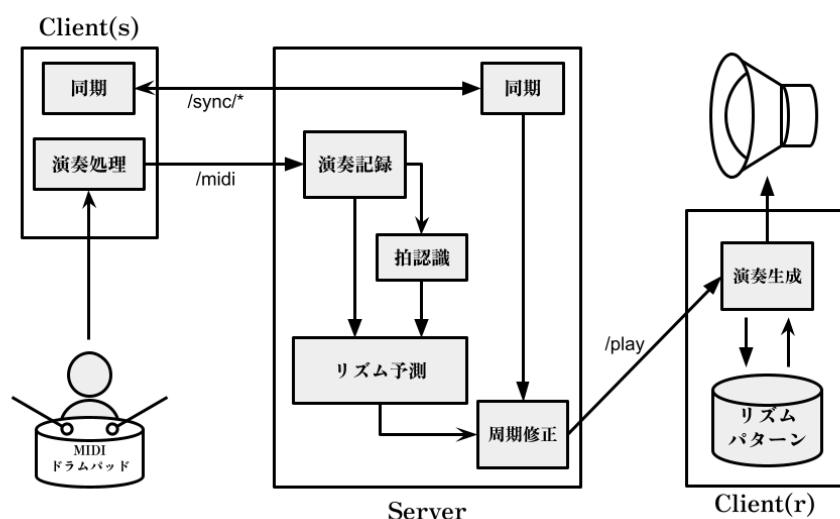 Client(s)
同期
/sync/*
同期
演奏処理
/midi
演奏記録
拍認識
演奏生成
/play
リズム予測
周期修正
リズム
パターン
MIDI
ドラムパッド
Server
Client(r)